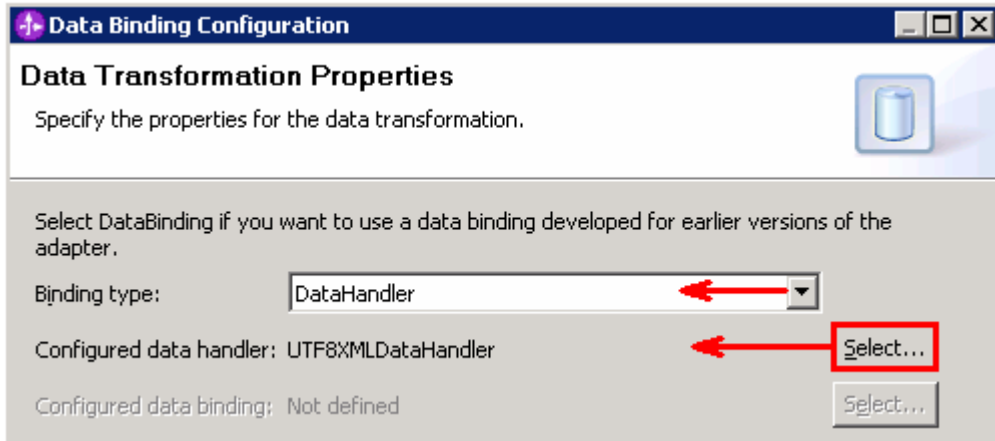 Data Binding Configuration
Data Transformation Properties
Specify the properties for the data transformation.
Select DataBinding if you want to use a data binding developed for earlier versions of the
adapter.
Binding type: DataHandler
Configured data handler: UTF8XMLDataHandler Select...
Configured data binding: Not defined Select...